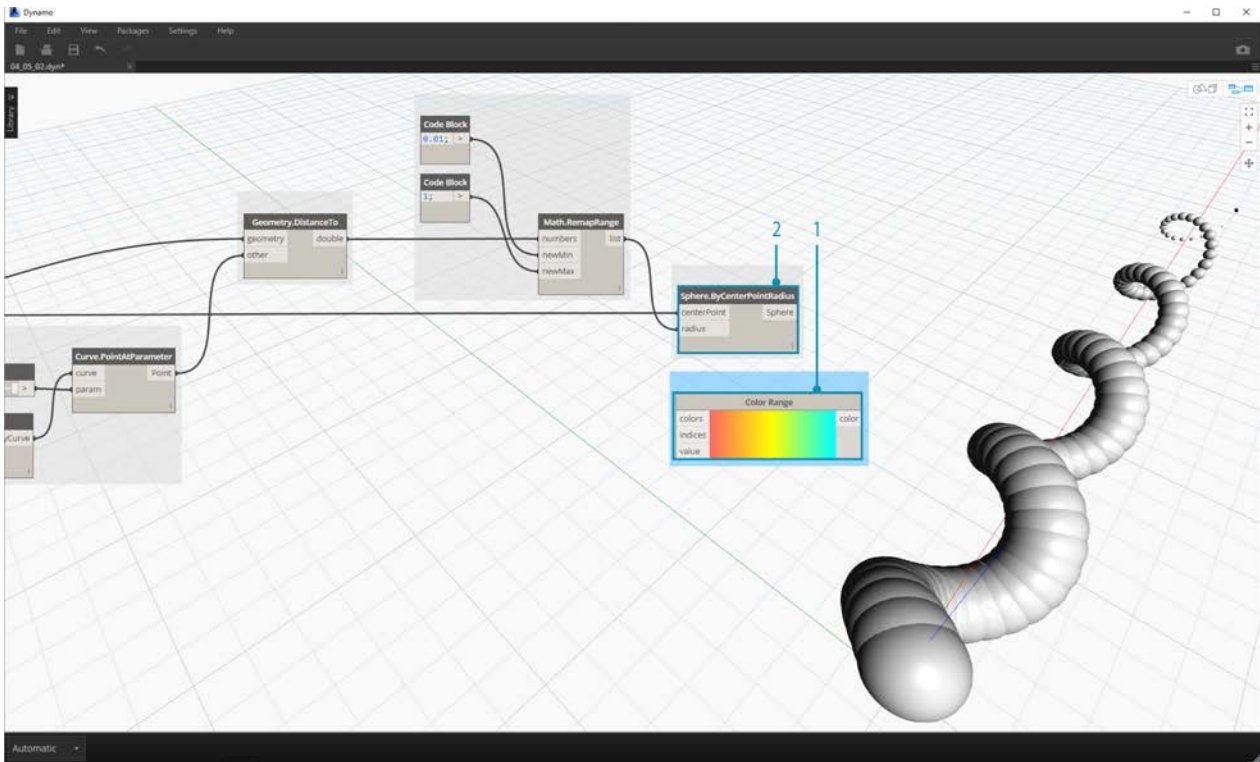 Dynamo
File Edit View Packages Settings Help
04_05_02.dyn*
Library
Code Block
0.01; >
Code Block
1; >
Geometry.DistanceTo
geometry double
other
Math.RemapRange
numbers list
newMin
newMax
2 1
Sphere.ByCenterPointRadius
centerPoint Sphere
radius
Curve.PointAtParameter
curve Point
param
>
yCurve
Color Range
colors color
indices
value
Automatic